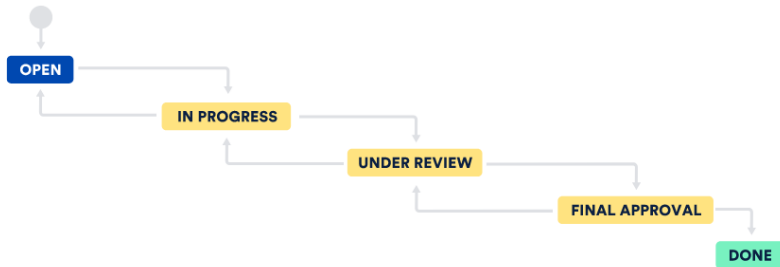 OPEN
IN PROGRESS
UNDER REVIEW
FINAL APPROVAL
DONE